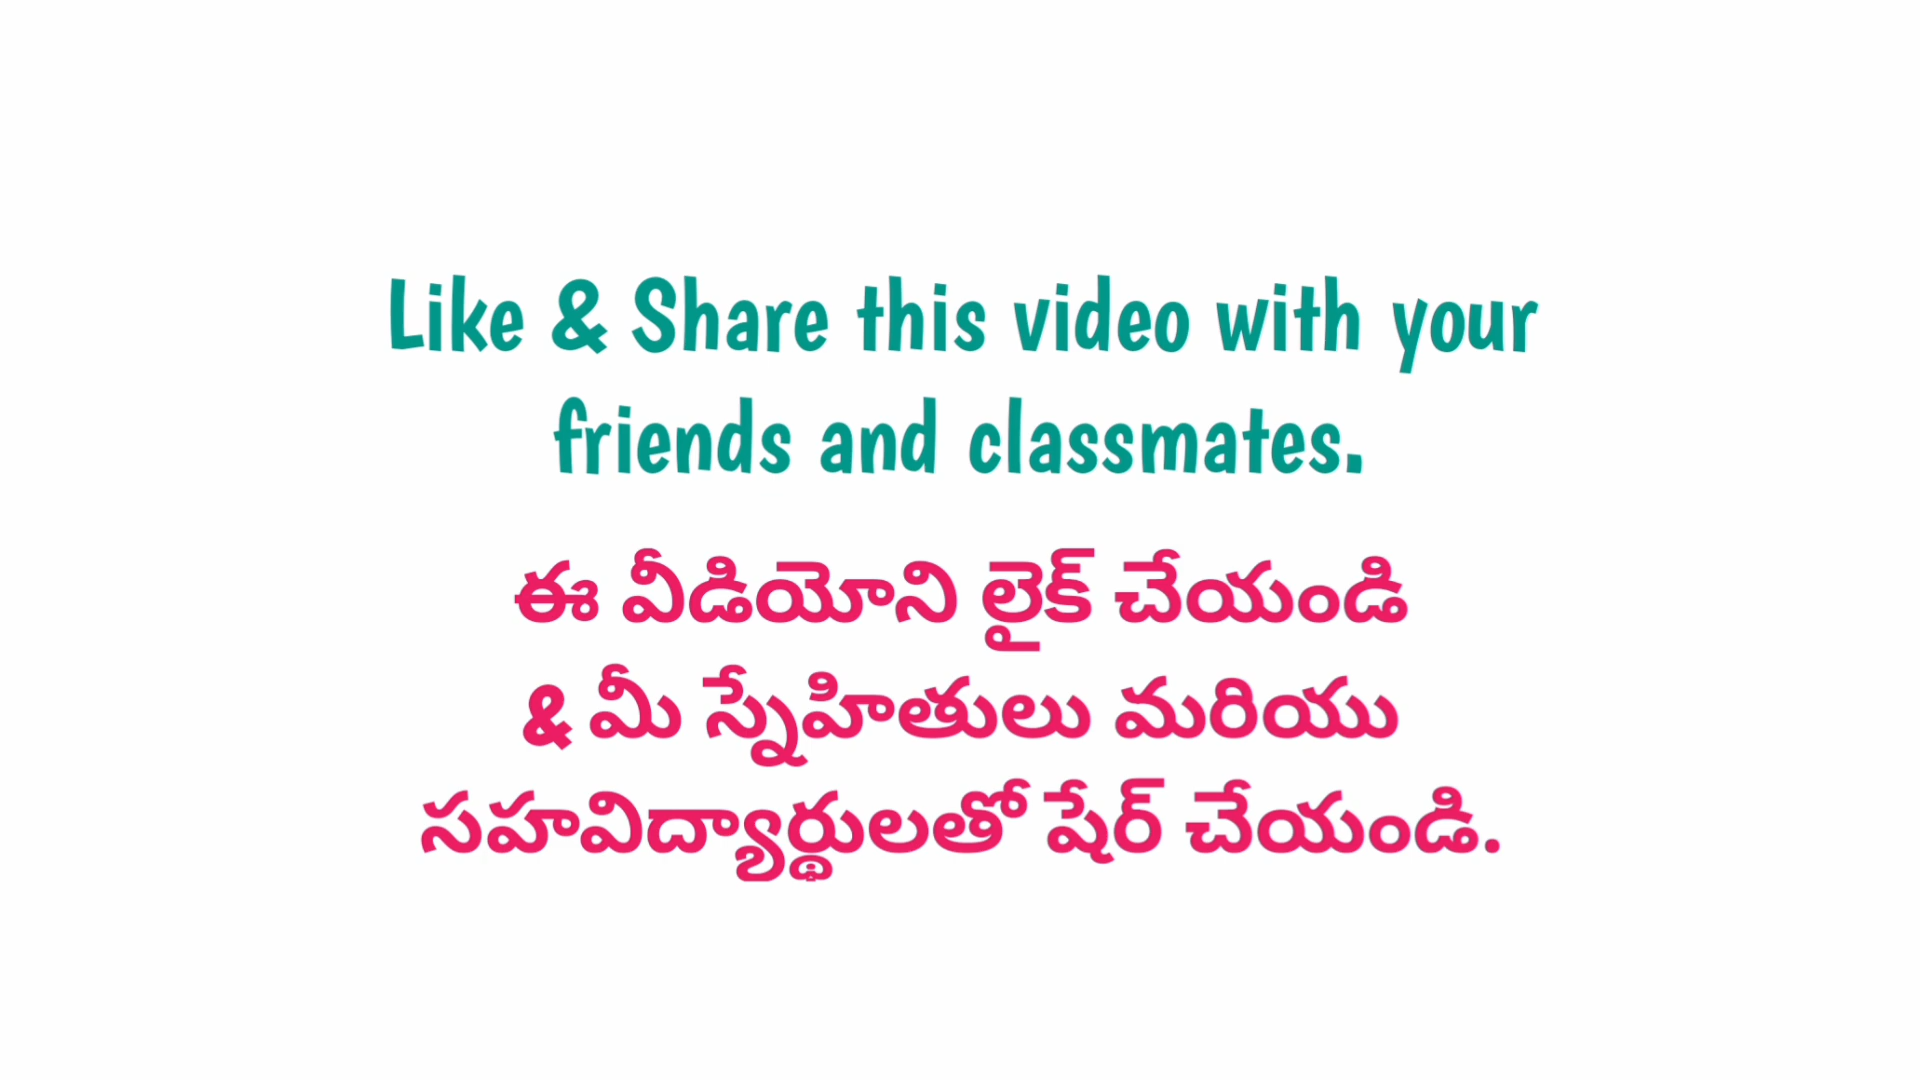 Like & Share this video with your
friends and classmates.
ఈ వీడియోని లైక్ చేయండి
& మీ స్నేహితులు మరియు
సహవిద్యార్థులతో షేర్ చేయండి.